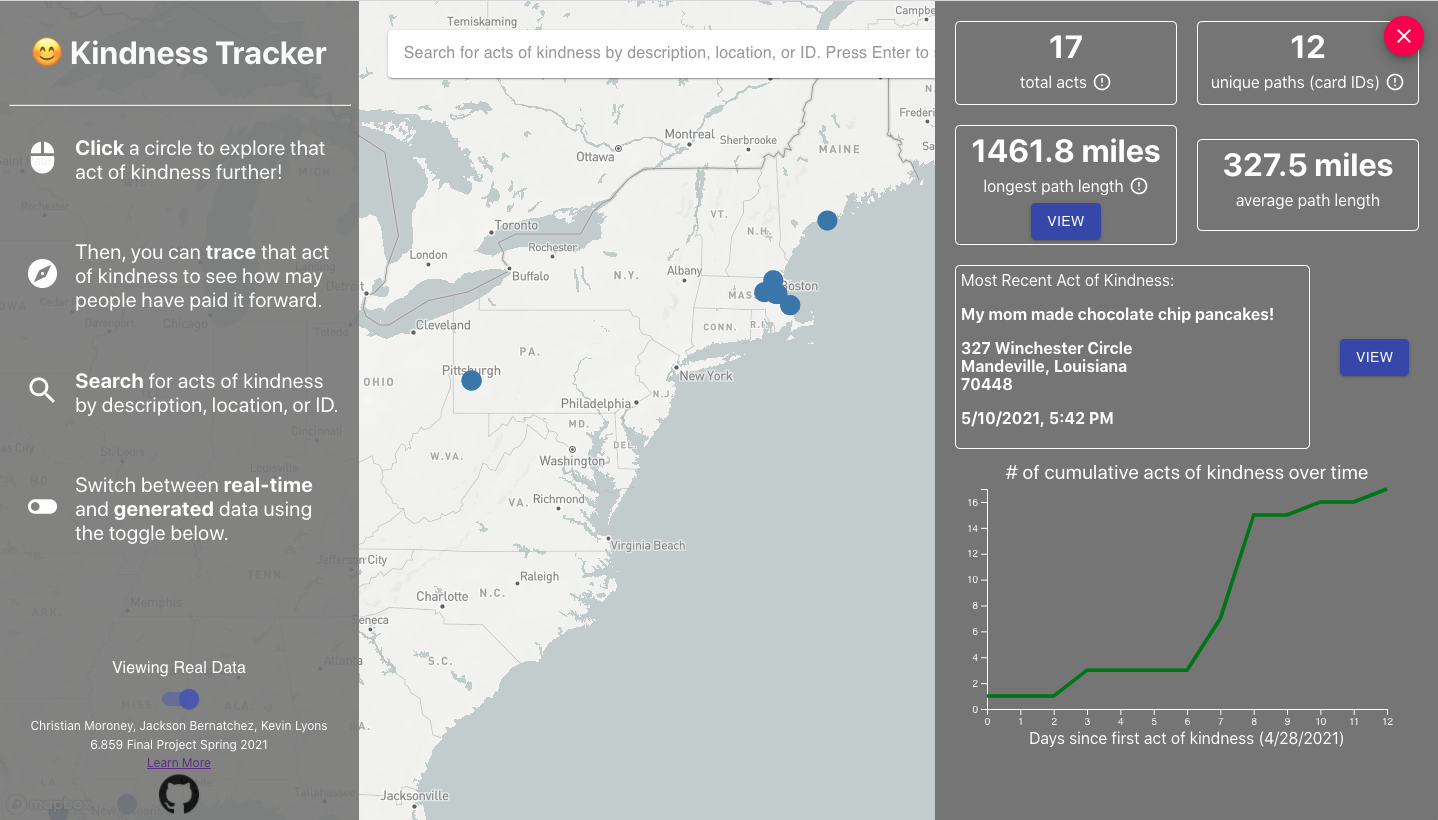 😊 Kindness Tracker
Click a circle to explore that
act of kindness further!
Then, you can trace that act
of kindness to see how may
people have paid it forward.
Search for acts of kindness
by description, location, or ID.
Switch between real-time
and generated data using
the toggle below.
Viewing Real Data
Christian Moroney, Jackson Bernatchez, Kevin Lyons
6.859 Final Project Spring 2021
Learn More
mapbox
Search for acts of kindness by description, location, or ID. Press Enter to
Temiskaming
Montreal
Sherbrooke
Ottawa
MAINE
Toronto
VT.
London
Rochester
N.H.
Buffalo
N.Y.
Albany
Boston
MAS
Cleveland
CONN.
R.I.
PA.
Pittsburgh
OHIO
New York
N.J.
Philadelphia
MD.
DEL.
W.VA.
Washington
VA.
Richmond
Virginia Beach
Raleigh
Charlotte
N.C.
S.C.
Jacksonville
Detroit
MICH
Rochester
Davenport
Chicago
Toledo
Cincinnati
St. Louis
Louisville
Jefferson City
TENN.
Memphis
ARK.
Atlanta
MISS.
ALA.
LA.
Tallahassee
17
total acts
12
unique paths (card IDs)
1461.8 miles
longest path length
VIEW
327.5 miles
average path length
Most Recent Act of Kindness:
My mom made chocolate chip pancakes!
327 Winchester Circle
Mandeville, Louisiana
70448
5/10/2021, 5:42 PM
VIEW
# of cumulative acts of kindness over time
16
14
12
10
8
6
4
2
0
0 1 2 3 4 5 6 7 8 9 10 11 12
Days since first act of kindness (4/28/2021)